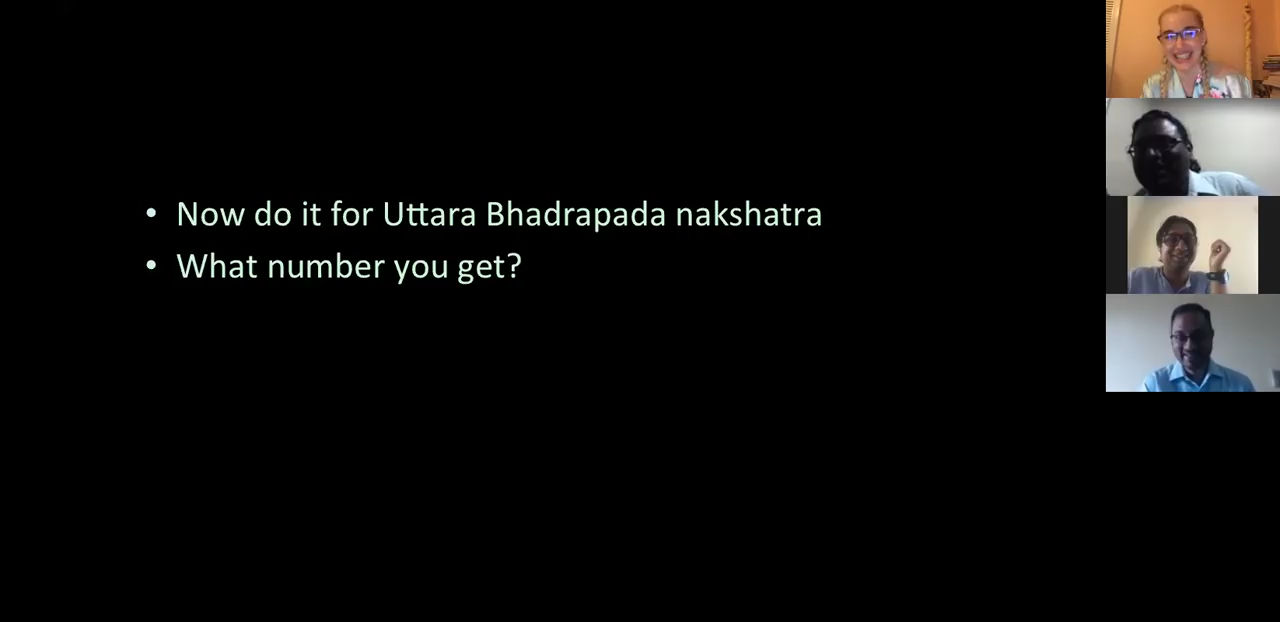 • Now do it for Uttara Bhadrapada nakshatra
• What number you get?